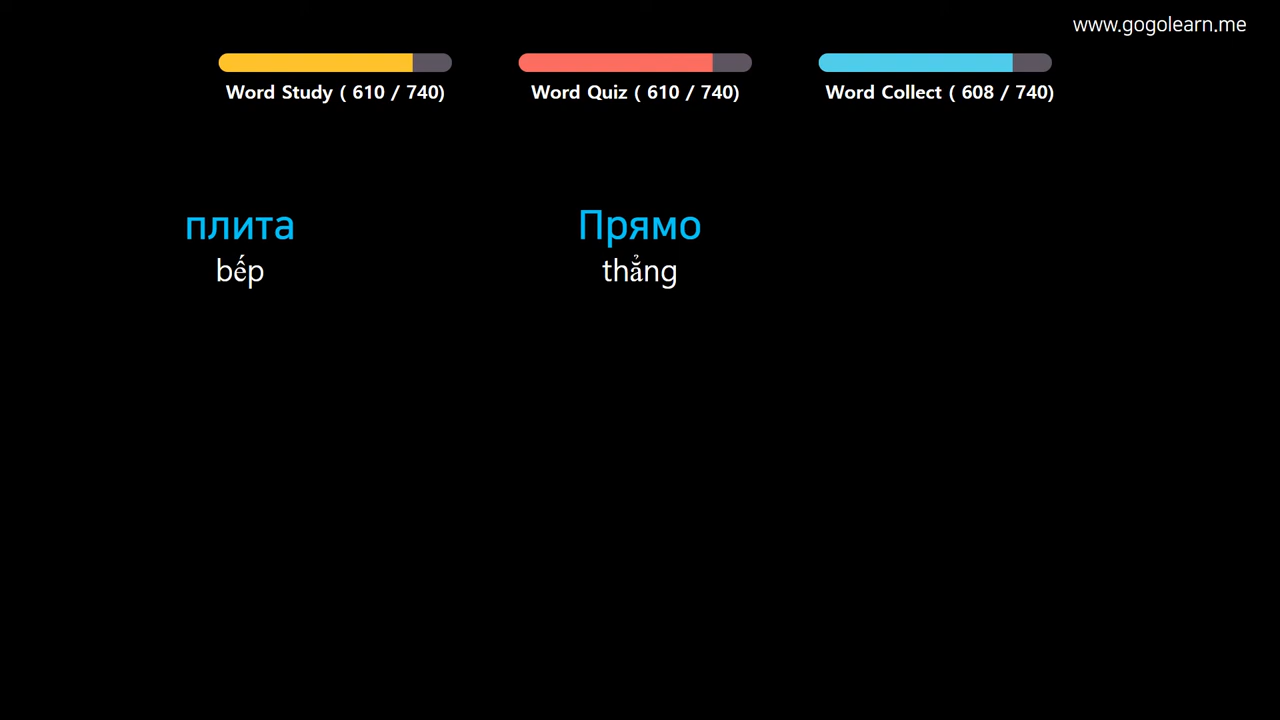 www.gogolearn.me
Word Study ( 610 / 740)
Word Quiz ( 610 / 740)
Word Collect ( 608 / 740)
плита
bếp
Прямо
thẳng